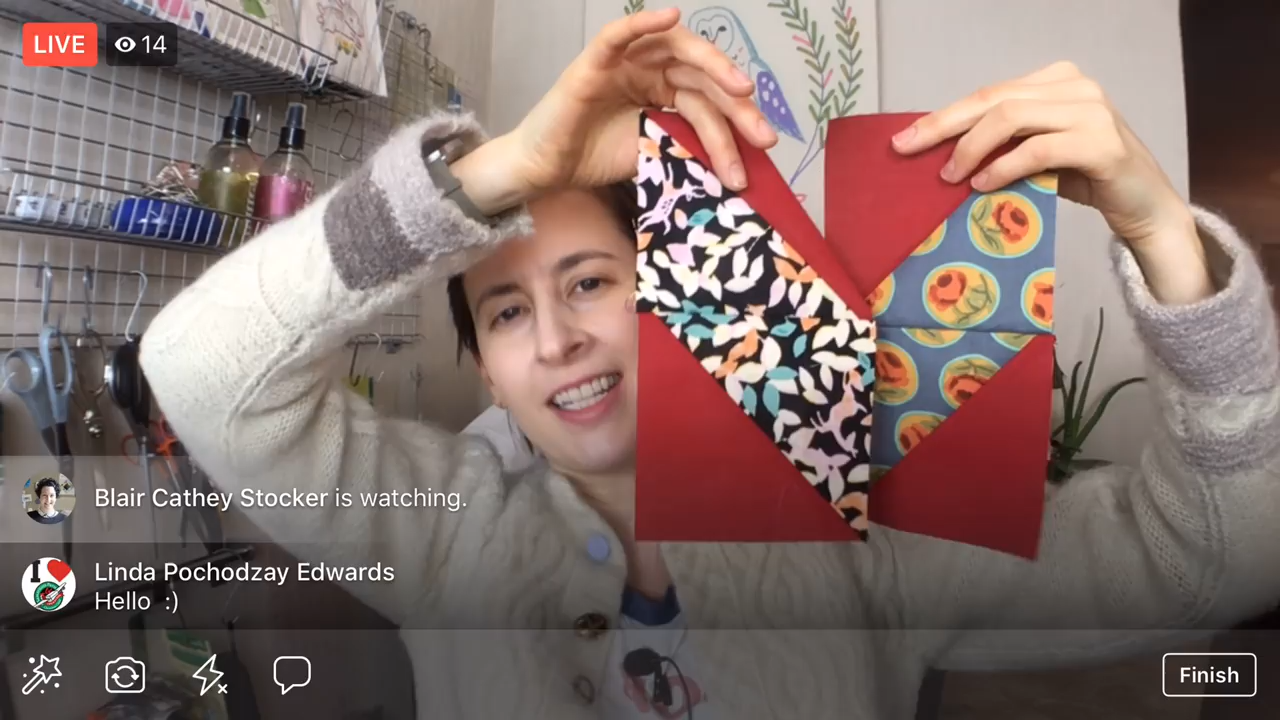 LIVE 14
Blair Cathey Stocker is watching.
Linda Pochodzay Edwards
Hello :)
I
Finish